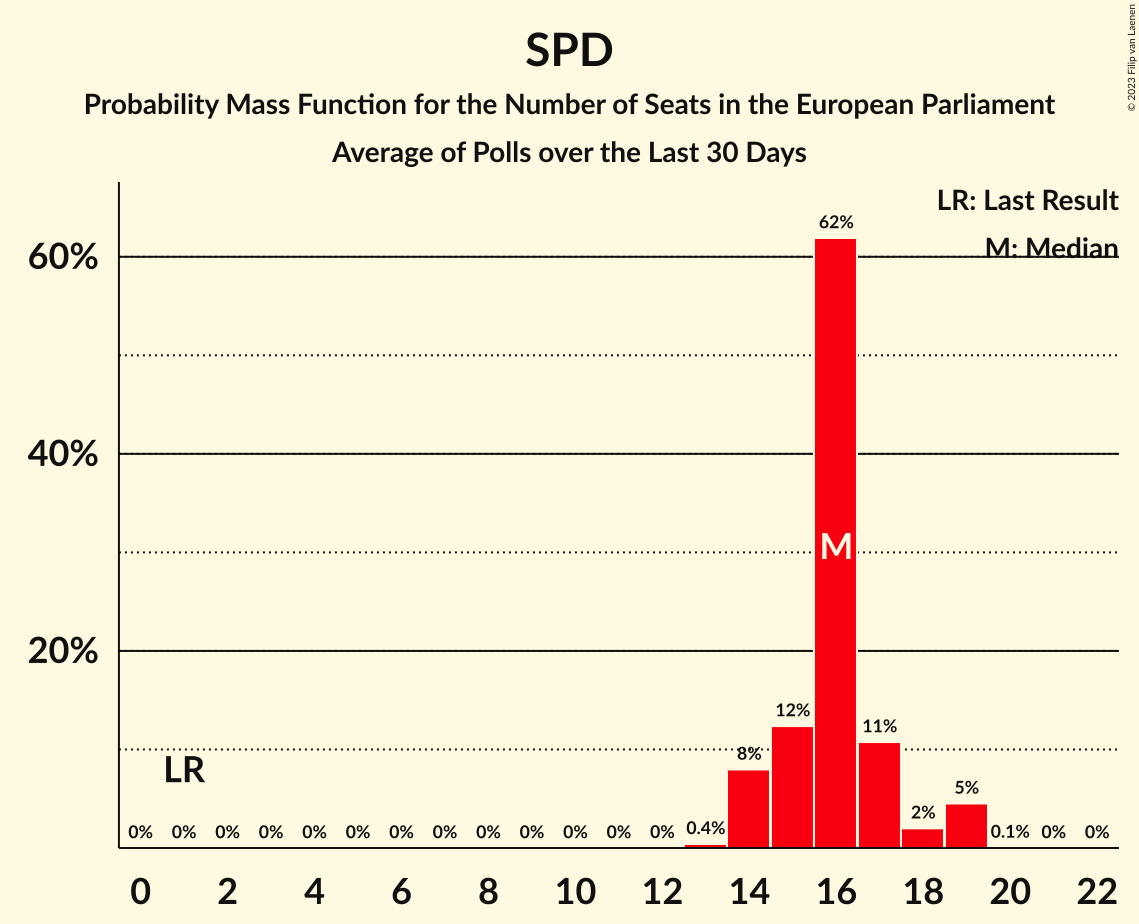 SPD
Probability Mass Function for the Number of Seats in the European Parliament
Average of Polls over the Last 30 Days
© 2023 Filip van Laenen
LR: Last Result
M: Median
60%
40%
20%
62%
M
12%
11%
8%
LR
5%
2%
0% 0% 0% 0% 0% 0% 0% 0% 0% 0% 0% 0% 0% 0.4% 0.1% 0% 0%
0 2 4 6 8 10 12 14 16 18 20 22